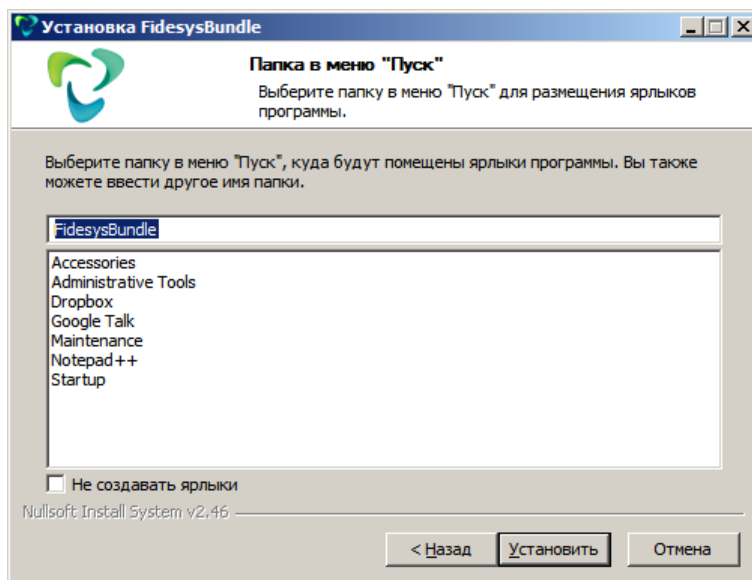 Установка FidesysBundle
Папка в меню "Пуск"
Выберите папку в меню "Пуск" для размещения ярлыков
программы.
Выберите папку в меню "Пуск", куда будут помещены ярлыки программы. Вы также
можете ввести другое имя папки.
FidesysBundle
Accessories
Administrative Tools
Dropbox
Google Talk
Maintenance
Notepad++
Startup
Не создавать ярлыки
Nullsoft Install System v2.46
< Назад Установить Отмена